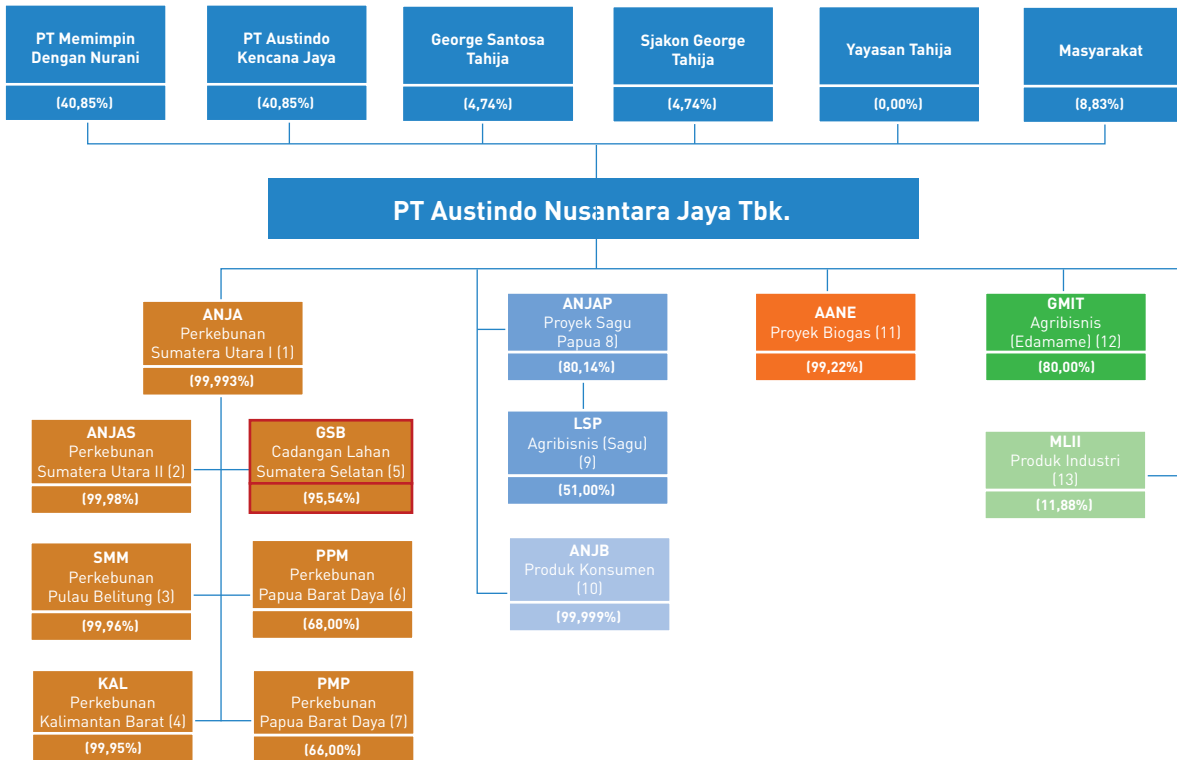 PT Memimpin
Dengan Nurani
(40,85%)
PT Austindo
Kencana Jaya
(40,85%)
George Santosa
Tahija
(4,74%)
Sjakon George
Tahija
(4,74%)
Yayasan Tahija
(0,00%)
Masyarakat
(8,83%)
PT Austindo Nusantara Jaya Tbk.
ANJA
Perkebunan
Sumatera Utara I (1)
(99,993%)
ANJAS
Perkebunan
Sumatera Utara II (2)
(99,98%)
GSB
Cadangan Lahan
Sumatera Selatan (5)
(95,54%)
SMM
Perkebunan
Pulau Belitung (3)
(99,96%)
PPM
Perkebunan
Papua Barat Daya (6)
(68,00%)
KAL
Perkebunan
Kalimantan Barat (4)
(99,95%)
PMP
Perkebunan
Papua Barat Daya (7)
(66,00%)
ANJAP
Proyek Sagu
Papua 8)
(80,14%)
LSP
Agribisnis (Sagu)
(9)
(51,00%)
ANJB
Produk Konsumen
(10)
(99,999%)
AANE
Proyek Biogas (11)
(99,22%)
GMIT
Agribisnis
(Edamame) (12)
(80,00%)
MLII
Produk Industri
(13)
(11,88%)